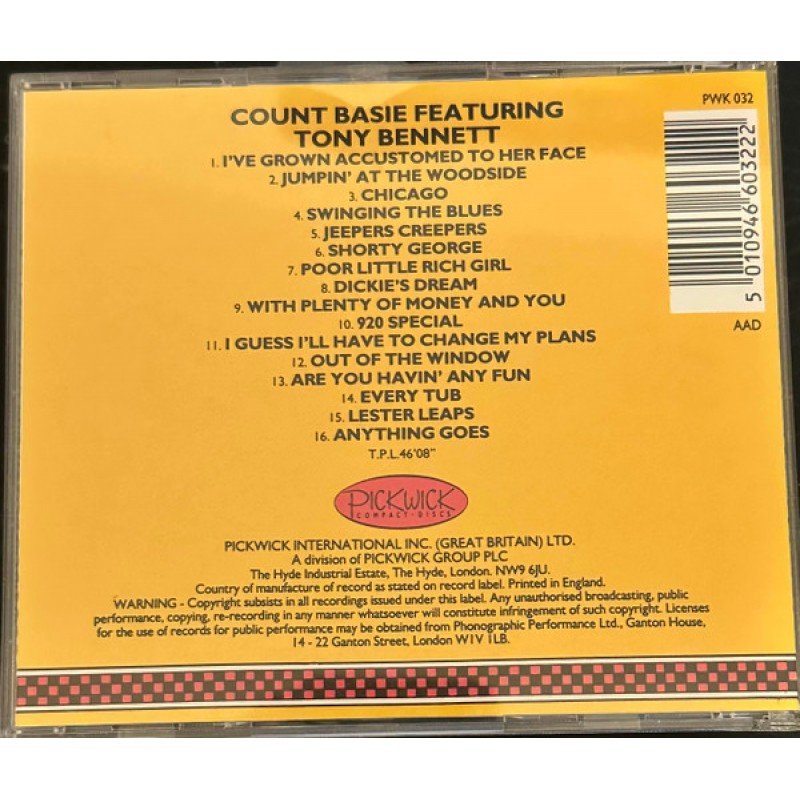 PWK 032
COUNT BASIE FEATURING
TONY BENNETT
1. I'VE GROWN ACCUSTOMED TO HER FACE
2. JUMPIN' AT THE WOODSIDE
3. CHICAGO
4. SWINGING THE BLUES
5. JEEPERS CREEPERS
6. SHORTY GEORGE
7. POOR LITTLE RICH GIRL
8. DICKIE'S DREAM
9. WITH PLENTY OF MONEY AND YOU
10. 920 SPECIAL
11. I GUESS I'LL HAVE TO CHANGE MY PLANS
12. OUT OF THE WINDOW
13. ARE YOU HAVIN' ANY FUN
14. EVERY TUB
15. LESTER LEAPS
16. ANYTHING GOES
T.P.L.46'08"
5 010946 603222
AAD
PICKWICK
COMPACT·DISCS
PICKWICK INTERNATIONAL INC. (GREAT BRITAIN) LTD.
A division of PICKWICK GROUP PLC
The Hyde Industrial Estate, The Hyde, London. NW9 6JU.
Country of manufacture of record as stated on record label. Printed in England.
WARNING - Copyright subsists in all recordings issued under this label. Any unauthorised broadcasting, public
performance, copying, re-recording in any manner whatsoever will constitute infringement of such copyright. Licenses
for the use of records for public performance may be obtained from Phonographic Performance Ltd., Ganton House,
14 - 22 Ganton Street, London W1V 1LB.